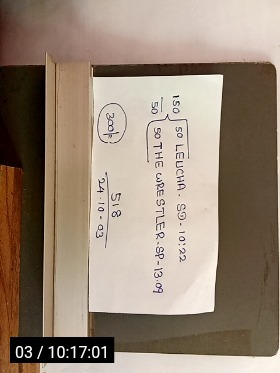 150 50 LEUCHA. SD-10:22
50 50 THE WRESTLER.SP-13.09
300/-
518
24.10-03
03 / 10:17:01